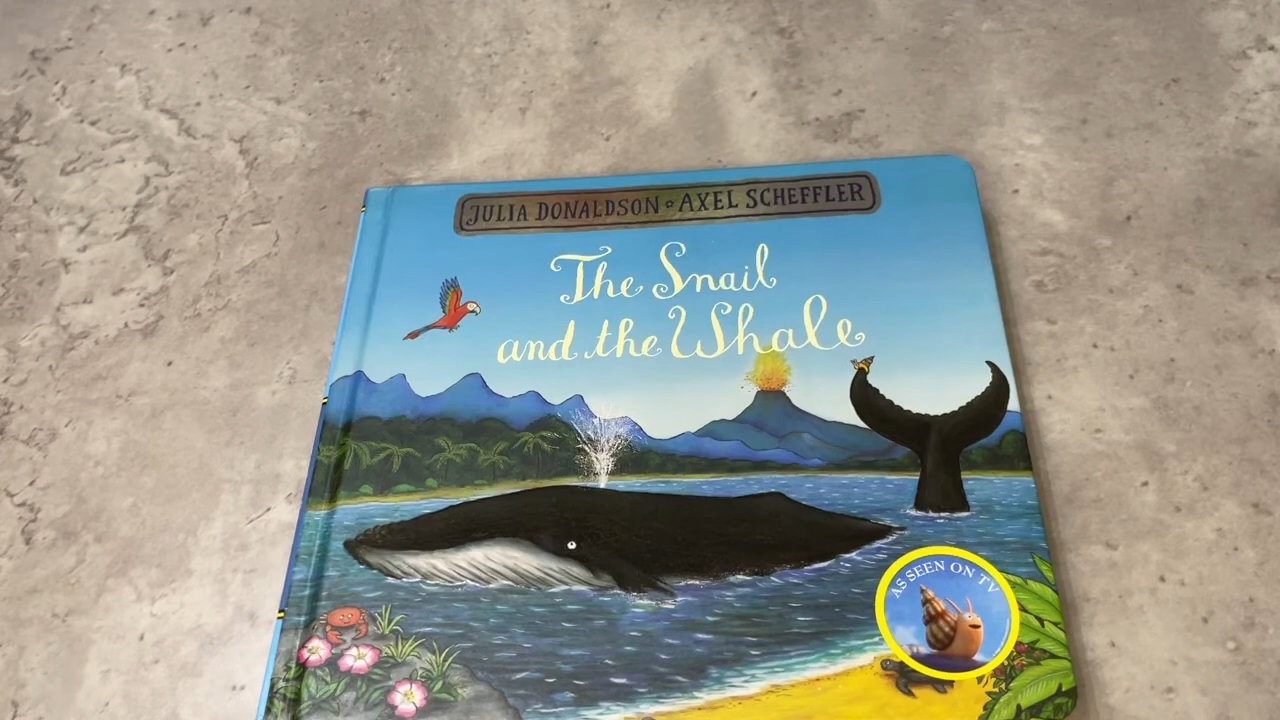 JULIA DONALDSON • AXEL SCHEFFLER
The Snail
and the Whale
AS SEEN ON TV